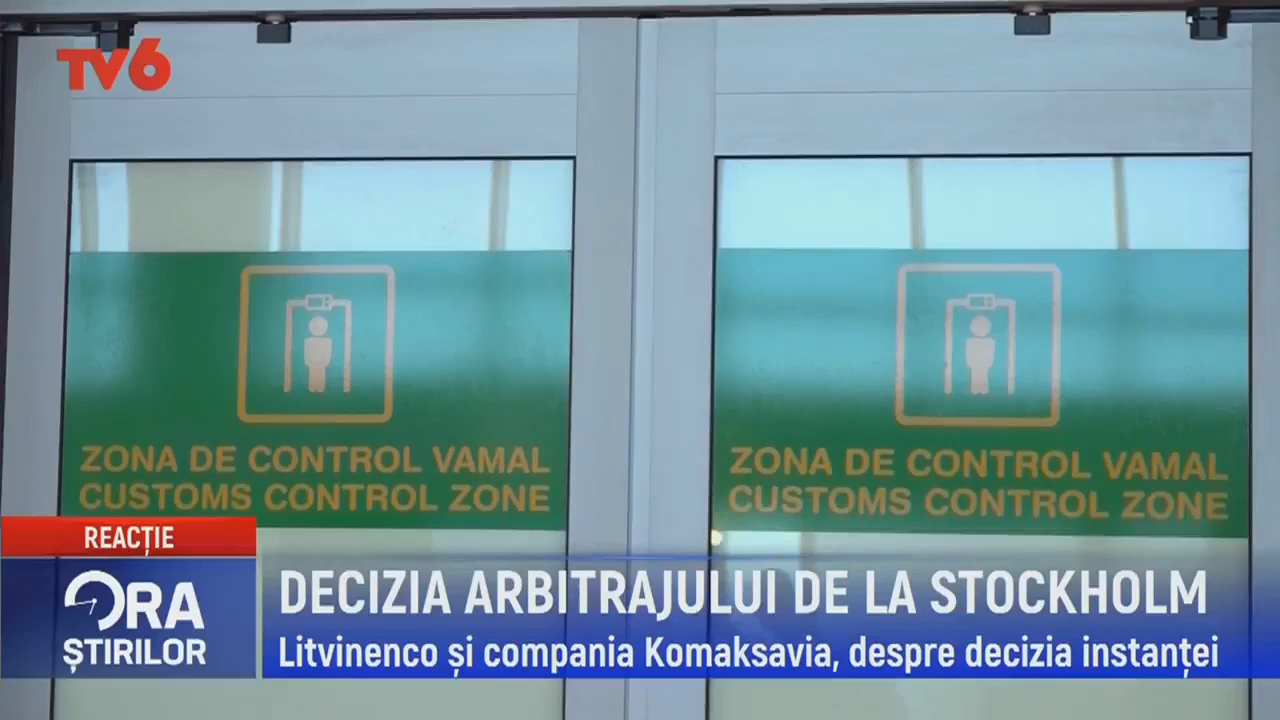 TV6
ZONA DE CONTROL VAMAL
CUSTOMS CONTROL ZONE
ZONA DE CONTROL VAMAL
CUSTOMS CONTROL ZONE
REACȚIE
ORA
ȘTIRILOR
DECIZIA ARBITRAJULUI DE LA STOCKHOLM
Litvinenco și compania Komaksavia, despre decizia instanței